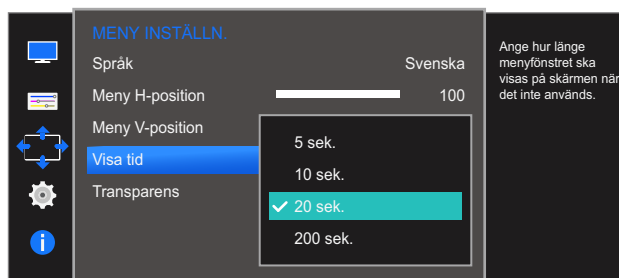 MENY INSTÄLLN.
Språk Svenska
Meny H-position 100
Meny V-position
Visa tid
Transparens
5 sek.
10 sek.
20 sek.
200 sek.
Ange hur länge
menyfönstret ska
visas på skärmen när
det inte används.